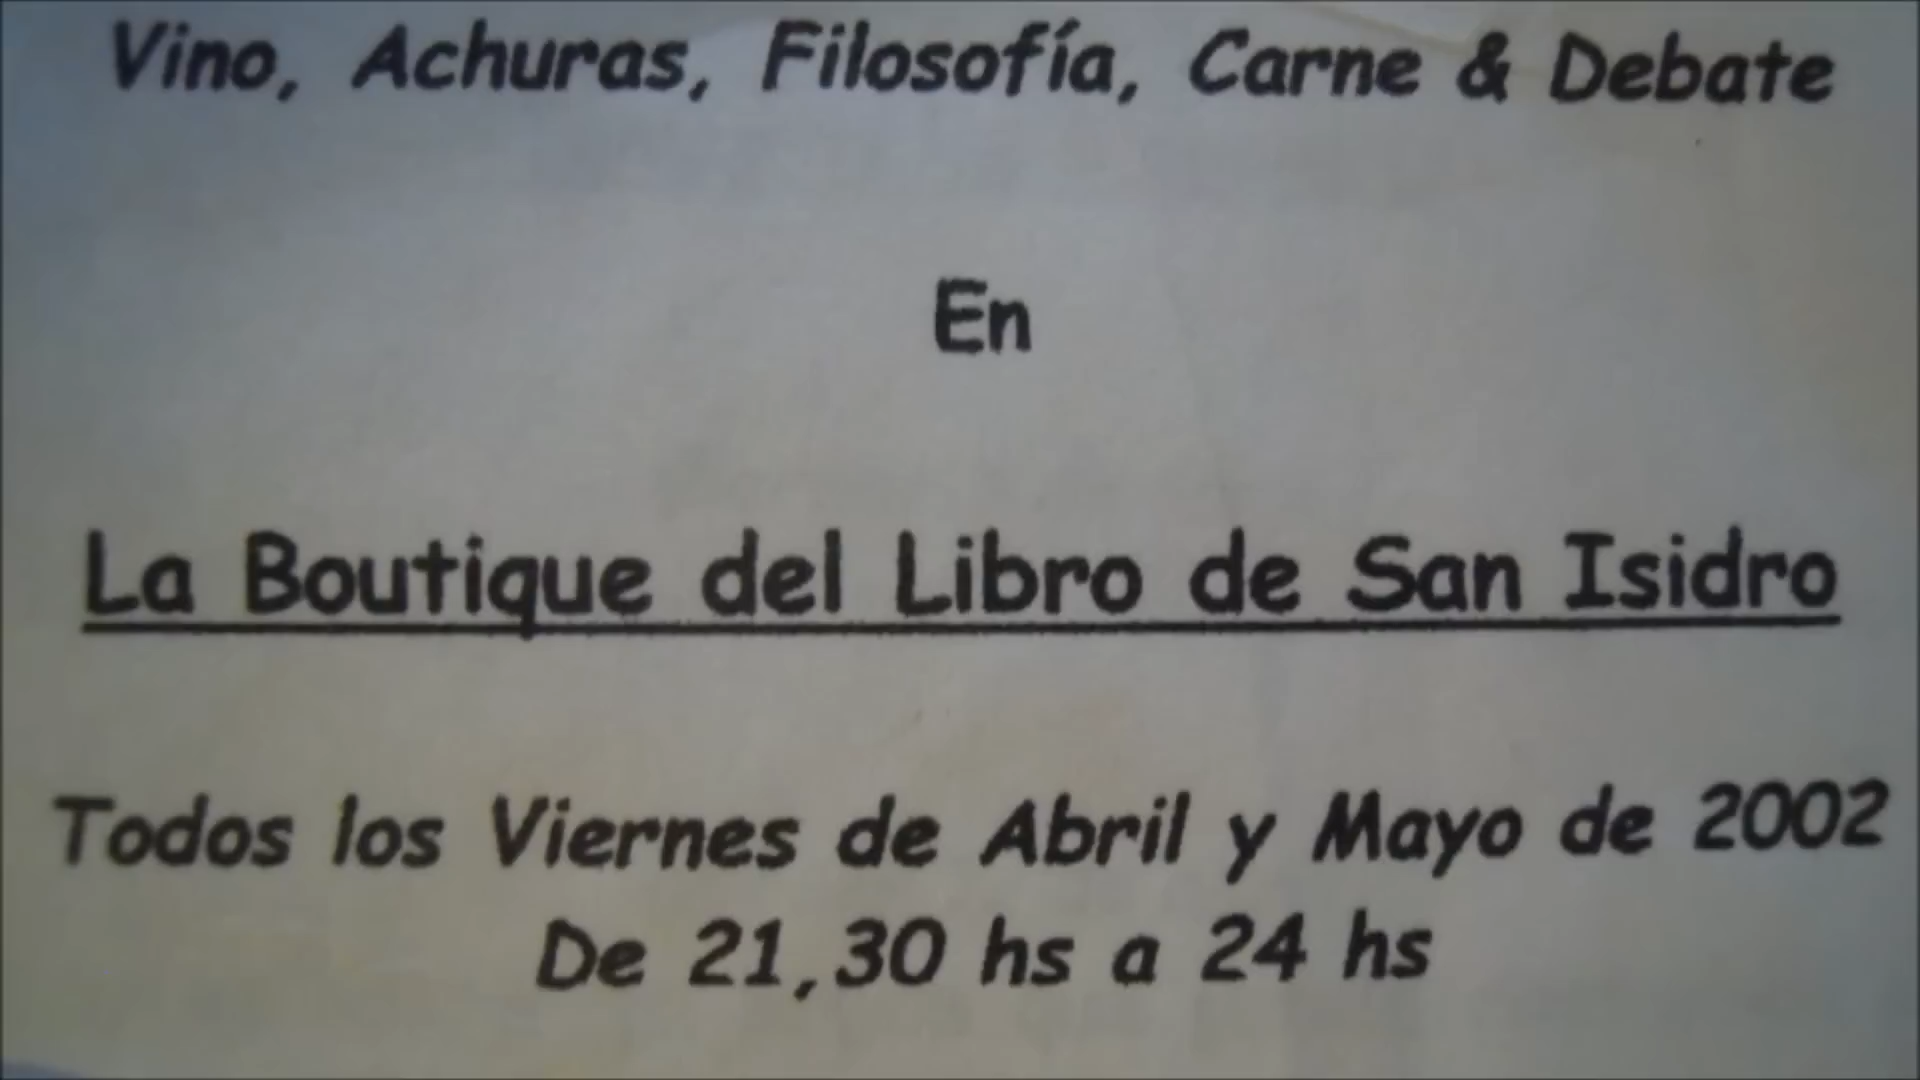 Vino, Achuras, Filosofía, Carne & Debate
En
La Boutique del Libro de San Isidro
Todos los Viernes de Abril y Mayo de 2002
De 21,30 hs a 24 hs